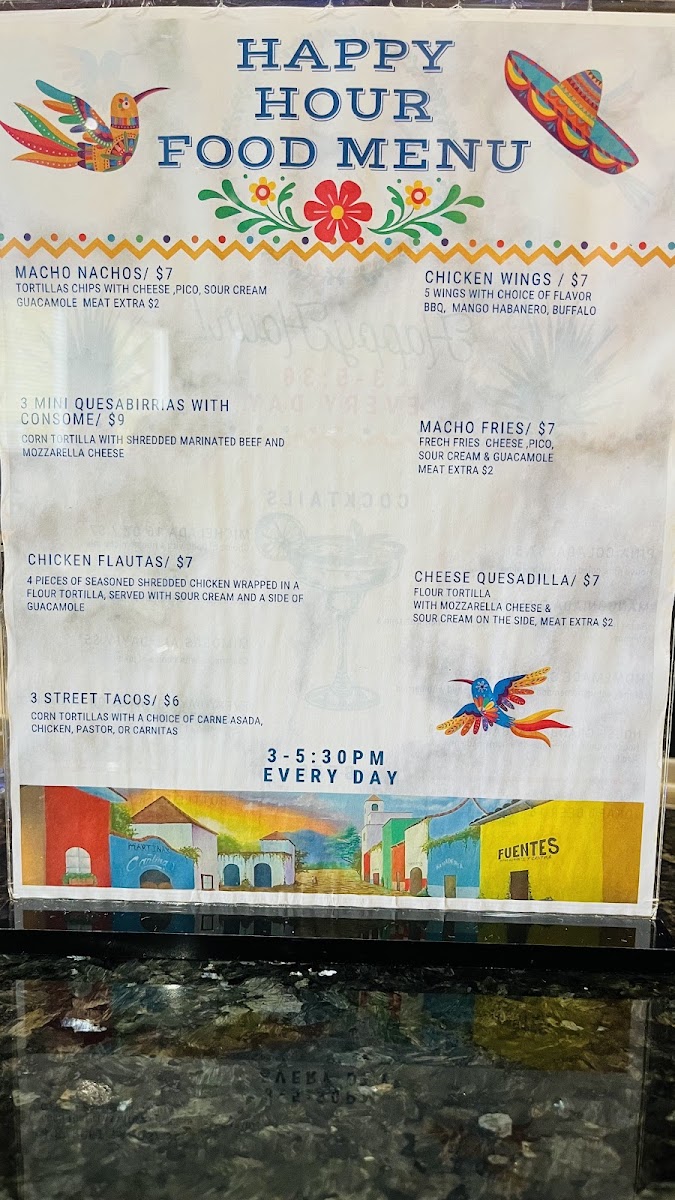 HAPPY
HOUR
FOOD MENU
MACHO NACHOS/ $7
TORTILLAS CHIPS WITH CHEESE ,PICO, SOUR CREAM
GUACAMOLE MEAT EXTRA $2
3 MINI QUESABIRRIAS WITH
CONSOME/ $9
CORN TORTILLA WITH SHREDDED MARINATED BEEF AND
MOZZARELLA CHEESE
CHICKEN FLAUTAS/ $7
4 PIECES OF SEASONED SHREDDED CHICKEN WRAPPED IN A
FLOUR TORTILLA, SERVED WITH SOUR CREAM AND A SIDE OF
GUACAMOLE
3 STREET TACOS/ $6
CORN TORTILLAS WITH A CHOICE OF CARNE ASADA,
CHICKEN, PASTOR, OR CARNITAS
CHICKEN WINGS / $7
5 WINGS WITH CHOICE OF FLAVOR
BBQ, MANGO HABANERO, BUFFALO
MACHO FRIES/ $7
FRECH FRIES CHEESE ,PICO,
SOUR CREAM & GUACAMOLE
MEAT EXTRA $2
CHEESE QUESADILLA/ $7
FLOUR TORTILLA
WITH MOZZARELLA CHEESE &
SOUR CREAM ON THE SIDE, MEAT EXTRA $2
3-5:30PM
EVERY DAY
Cantina
FUENTES